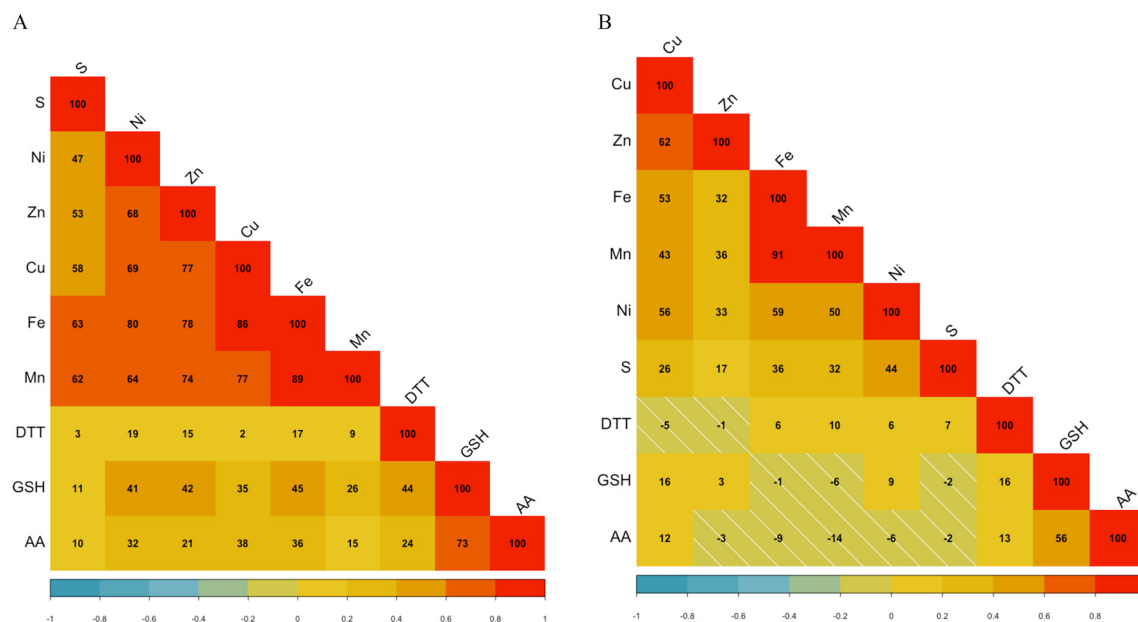 A
S
S 100
Ni
Ni 47 100
Zn
Zn 53 68 100
Cu
Cu 58 69 77 100
Fe
Fe 63 80 78 86 100
Mn
Mn 62 64 74 77 89 100
DTT
DTT 3 19 15 2 17 9 100
GSH
GSH 11 41 42 35 45 26 44 100
AA
AA 10 32 21 38 36 15 24 73 100
-1 -0.8 -0.6 -0.4 -0.2 0 0.2 0.4 0.6 0.8 1
B
Cu
Cu 100
Zn
Zn 62 100
Fe
Fe 53 32 100
Mn
Mn 43 36 91 100
Ni
Ni 56 33 59 50 100
S
S 26 17 36 32 44 100
DTT
DTT -5 -1 6 10 6 7 100
GSH
GSH 16 3 -1 -6 9 -2 16 100
AA
AA 12 -3 -9 -14 -6 -2 13 56 100
-1 -0.8 -0.6 -0.4 -0.2 0 0.2 0.4 0.6 0.8